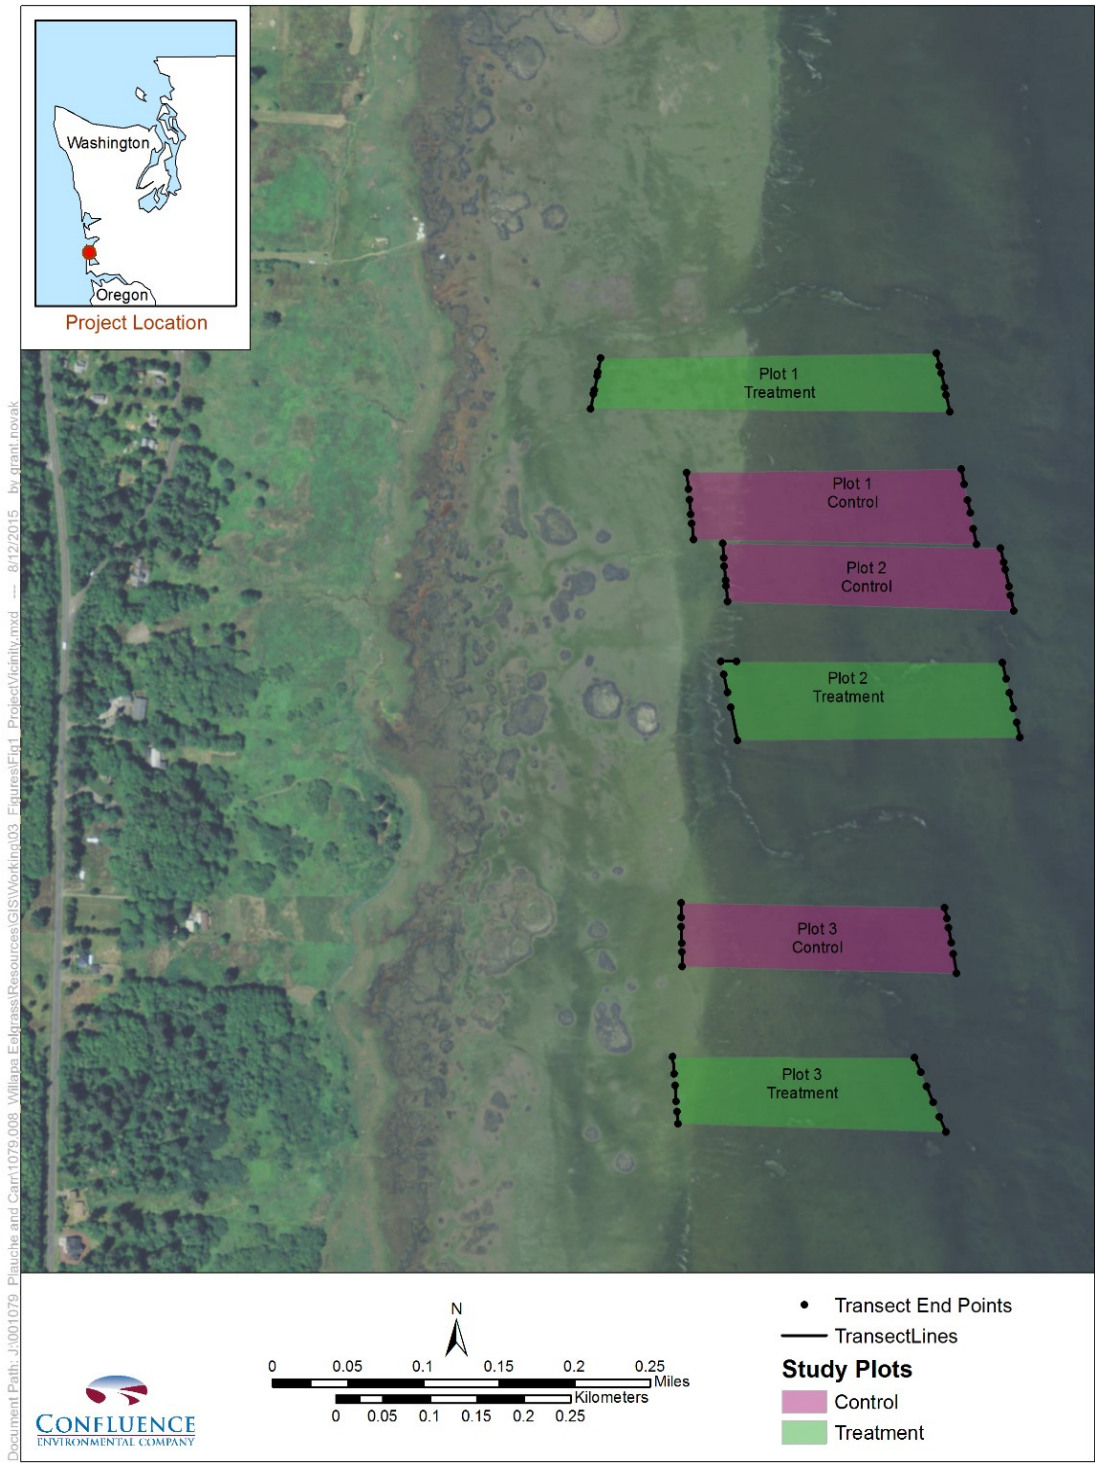 Washington
Oregon
Project Location
Plot 1
Treatment
Plot 1
Control
Plot 2
Control
Plot 2
Treatment
Plot 3
Control
Plot 3
Treatment
Document Path: J:\001079_Plauche and Carr\1079.008_Willapa Eelgrass\Resources\GIS\Working\03_Figures\Fig1_ProjectVicinity.mxd --- 8/12/2015 by grant.novak
N
0 0.05 0.1 0.15 0.2 0.25
Miles
Kilometers
0 0.05 0.1 0.15 0.2 0.25
CONFLUENCE
ENVIRONMENTAL COMPANY
Transect End Points
TransectLines
Study Plots
Control
Treatment